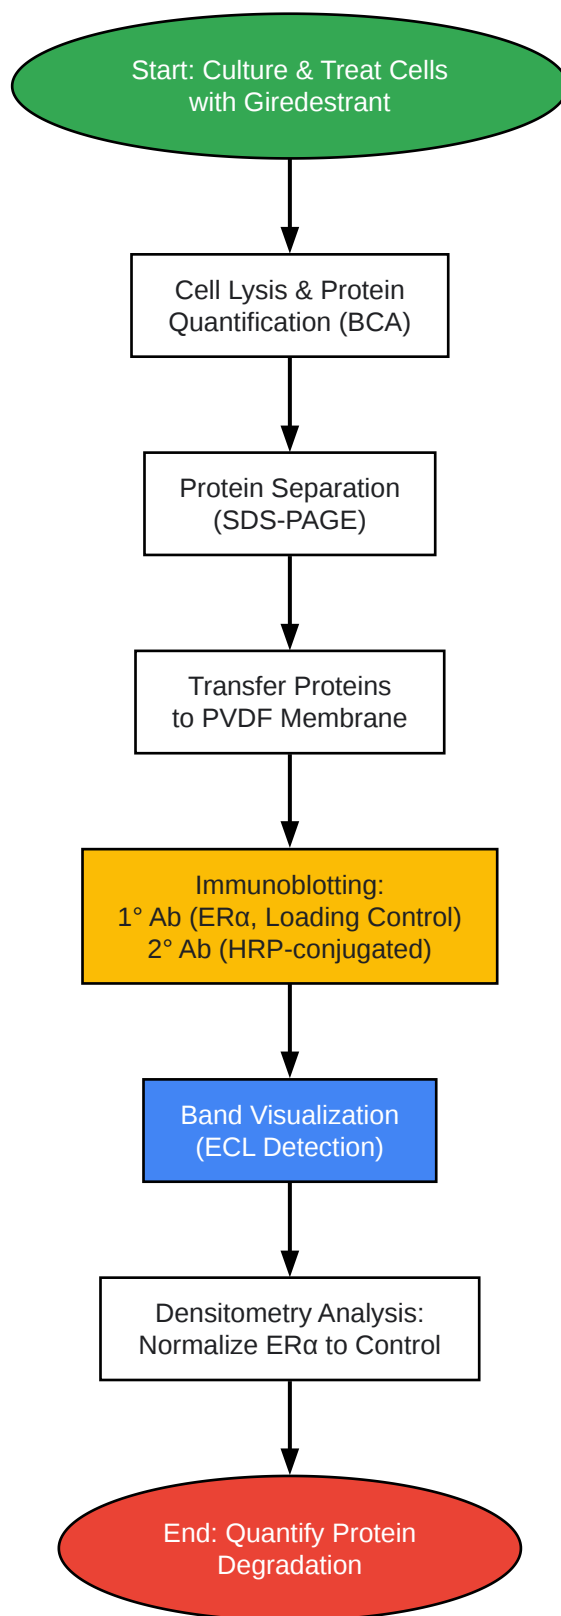 Start: Culture & Treat Cells
with Giredestrant
Cell Lysis & Protein
Quantification (BCA)
Protein Separation
(SDS-PAGE)
Transfer Proteins
to PVDF Membrane
Immunoblotting:
1° Ab (ERα, Loading Control)
2° Ab (HRP-conjugated)
Band Visualization
(ECL Detection)
Densitometry Analysis:
Normalize ERα to Control
End: Quantify Protein
Degradation